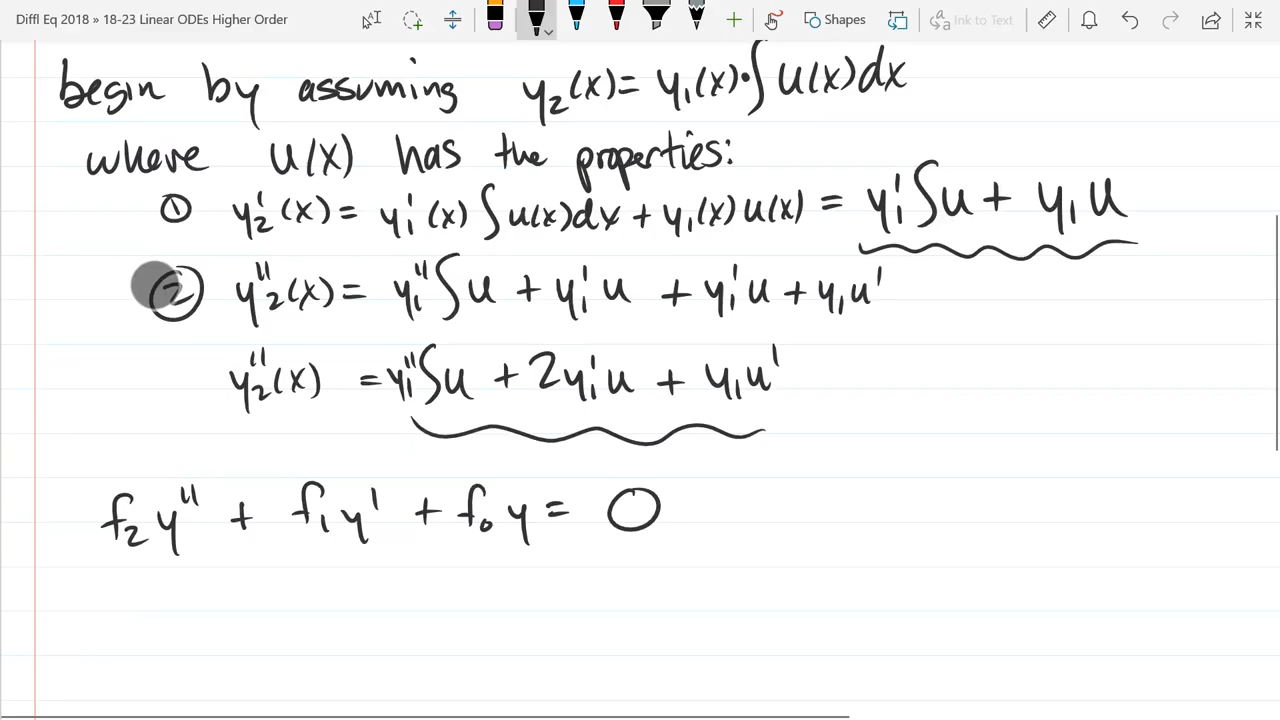 Diffl Eq 2018 » 18-23 Linear ODEs Higher Order
Shapes
Ink to Text
begin by assuming y₂(x) = y₁(x)·∫u(x)dx
where u(x) has the properties:
① y₂'(x) = y₁'(x) ∫u(x)dx + y₁(x)u(x) = y₁'∫u + y₁u
② y₂''(x) = y₁''∫u + y₁'u + y₁'u + y₁u'
y₂''(x) = y₁''∫u + 2y₁'u + y₁u'
f₂y'' + f₁y' + f₀y = 0